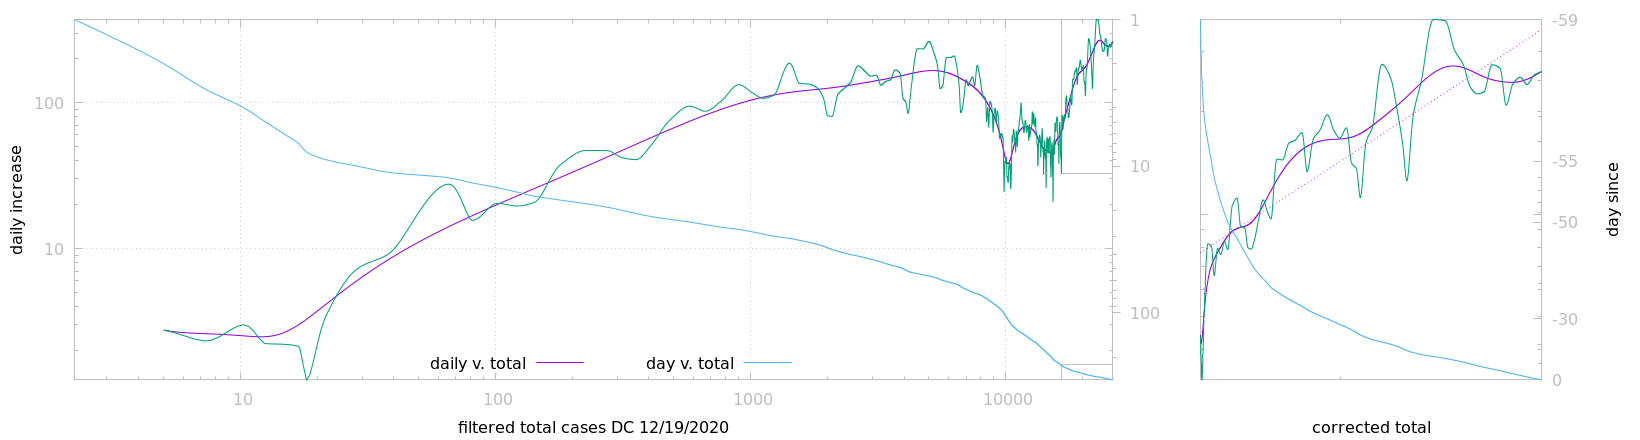 daily increase
100
10
daily v. total
day v. total
10
100
1000
10000
filtered total cases DC 12/19/2020
1
10
100
-59
-55
-50
-30
0
day since
corrected total